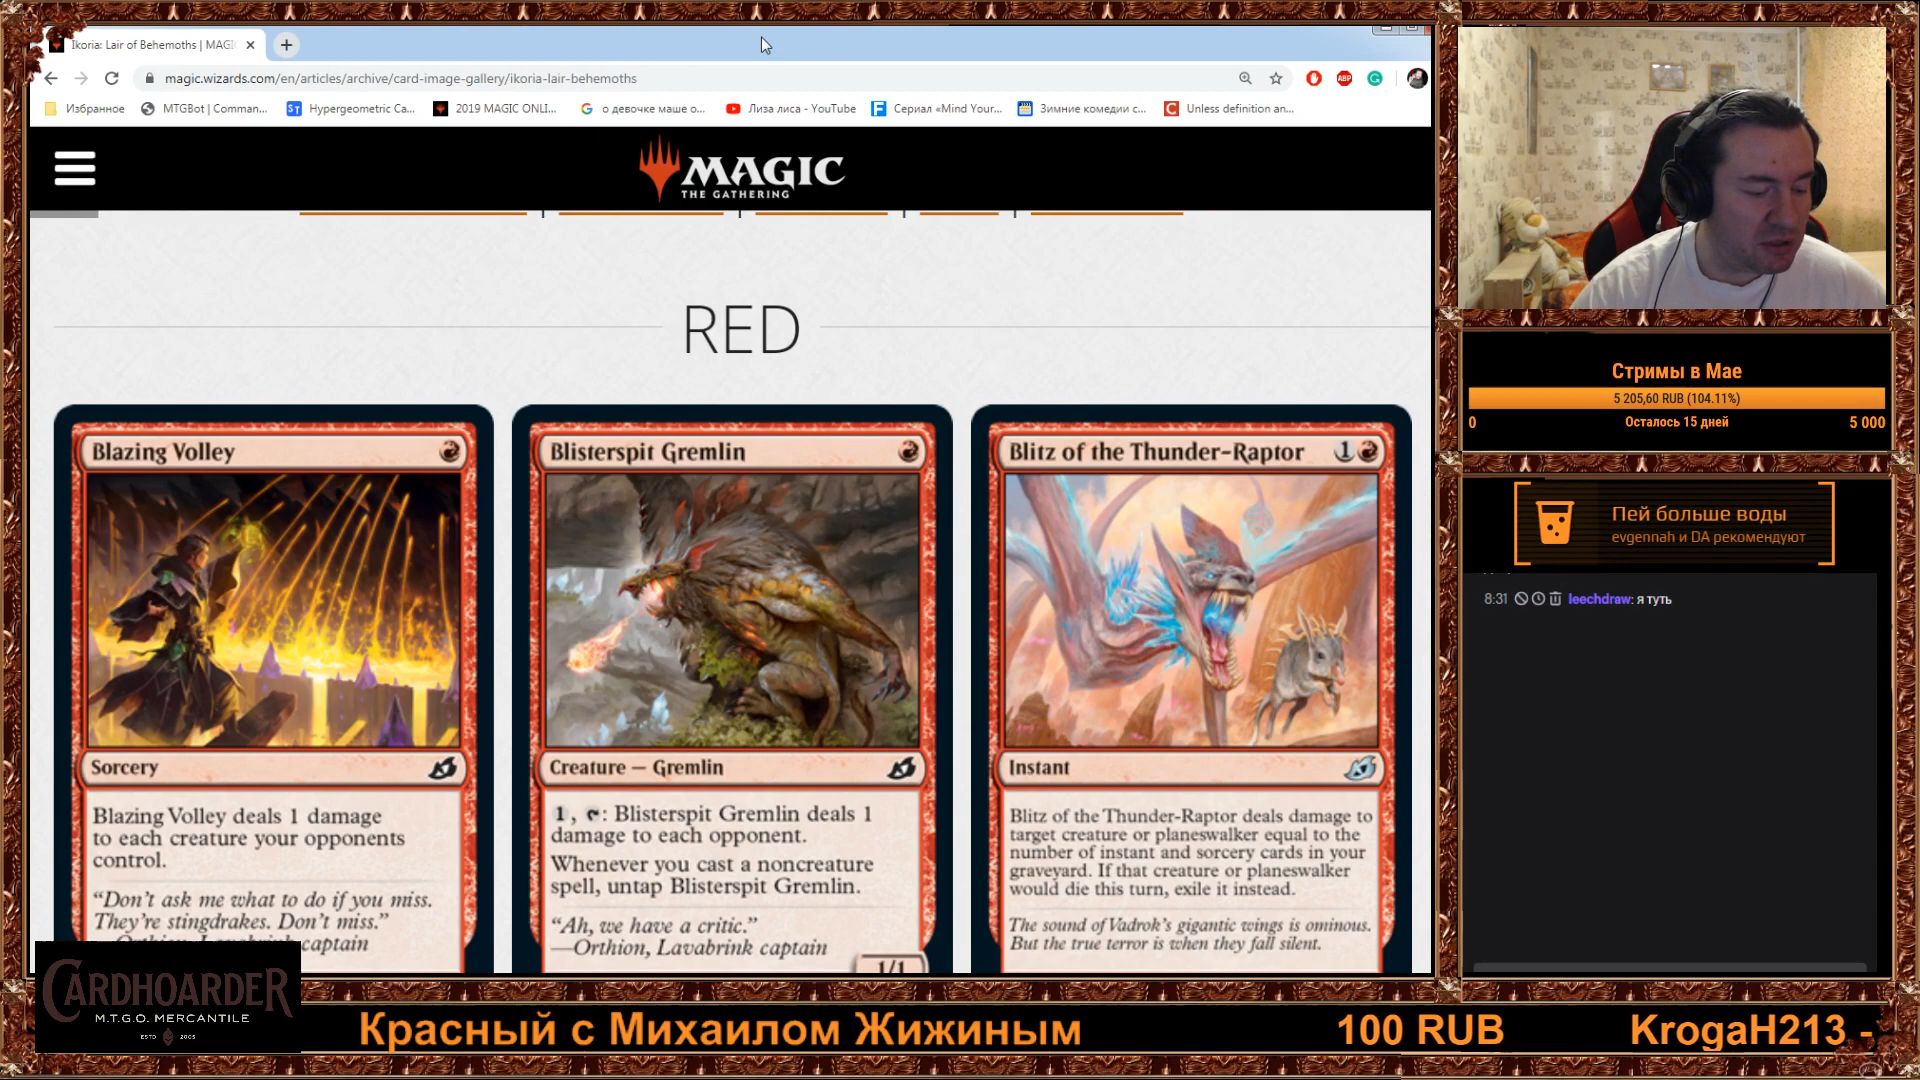 Ikoria: Lair of Behemoths | MAGI
magic.wizards.com/en/articles/archive/card-image-gallery/ikoria-lair-behemoths
Избранное
MTGBot | Comman...
ST
Hypergeometric Ca...
2019 MAGIC ONLI...
о девочке маше о...
Лиза лиса - YouTube
Сериал «Mind Your...
Зимние комедии с...
Unless definition an...
ABP
MAGIC
THE GATHERING
RED
Blazing Volley
Sorcery
Blazing Volley deals 1 damage
to each creature your opponents
control.
“Don’t ask me what to do if you miss.
They’re stingdrakes. Don’t miss.”
—Orthion, Lavabrink captain
Blisterspit Gremlin
Creature — Gremlin
1, : Blisterspit Gremlin deals 1
damage to each opponent.
Whenever you cast a noncreature
spell, untap Blisterspit Gremlin.
“Ah, we have a critic.”
—Orthion, Lavabrink captain
1/1
Blitz of the Thunder-Raptor 1
Instant
Blitz of the Thunder-Raptor deals damage to
target creature or planeswalker equal to the
number of instant and sorcery cards in your
graveyard. If that creature or planeswalker
would die this turn, exile it instead.
The sound of Vadrok’s gigantic wings is ominous.
But the true terror is when they fall silent.
Стримы в Мае
5 205,60 RUB (104.11%)
0 Осталось 15 дней 5 000
Пей больше воды
evgennah и DA рекомендуют
8:31 leechdraw: я туть
CARDHOARDER
M.T.G.O. MERCANTILE
ESTD 2005
Красный с Михаилом Жижиным 100 RUB KrogaH213 -